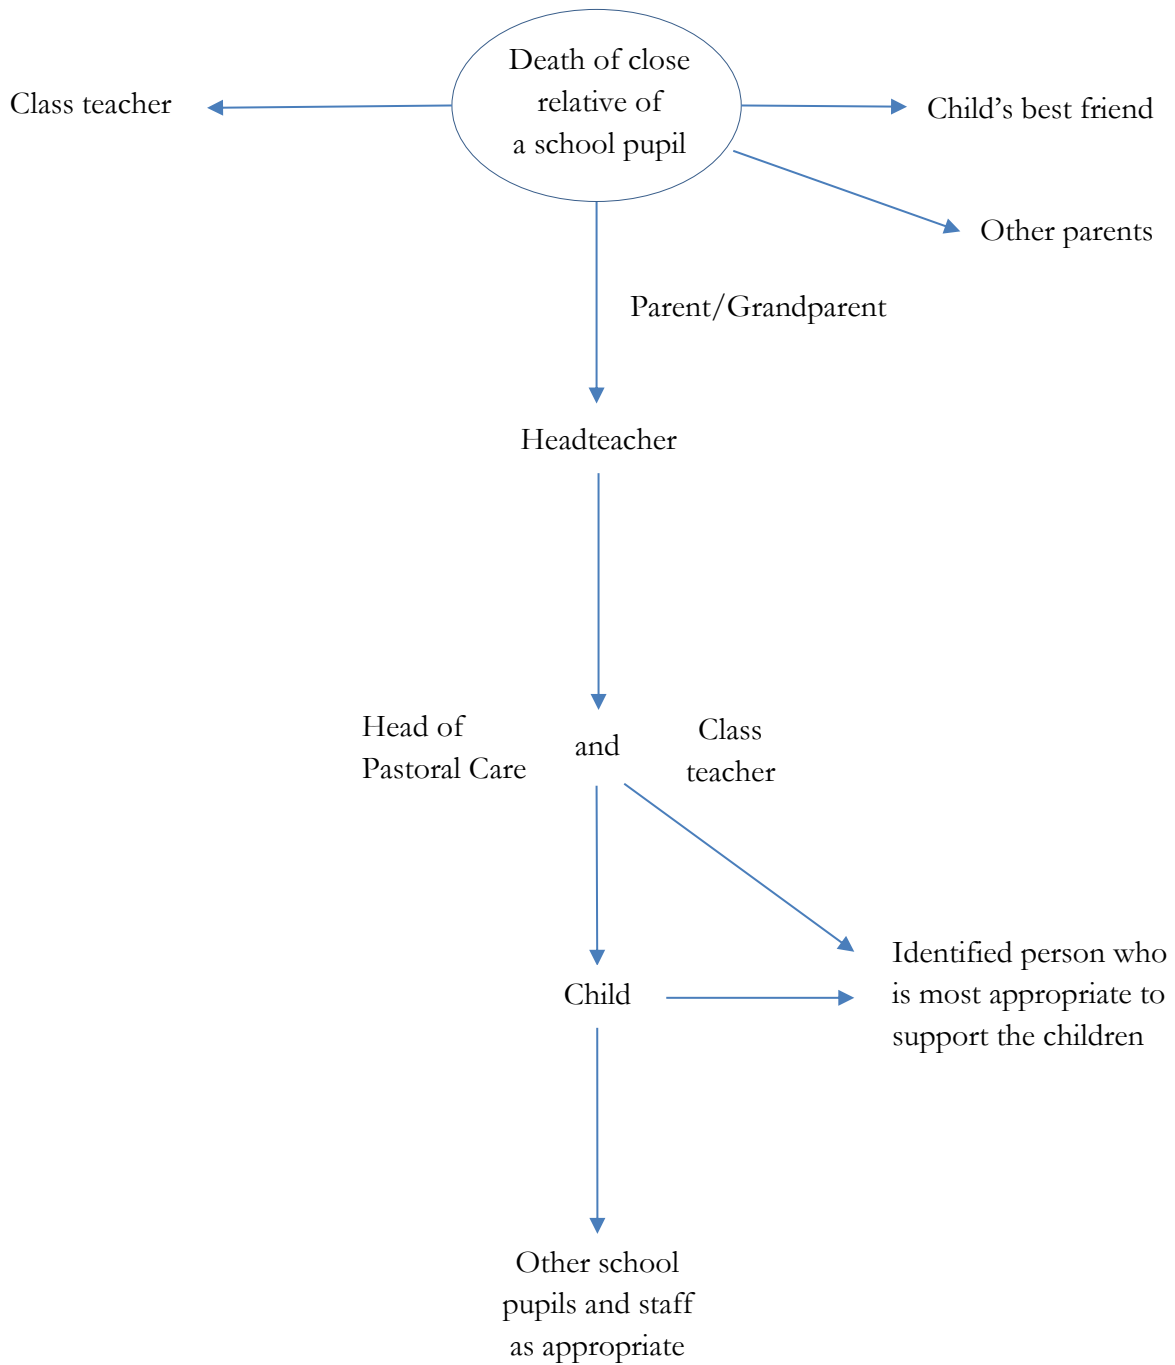 Death of close
relative of
a school pupil
Class teacher
Child’s best friend
Other parents
Parent/Grandparent
Headteacher
Head of
Pastoral Care
and
Class
teacher
Identified person who
is most appropriate to
support the children
Child
Other school
pupils and staff
as appropriate